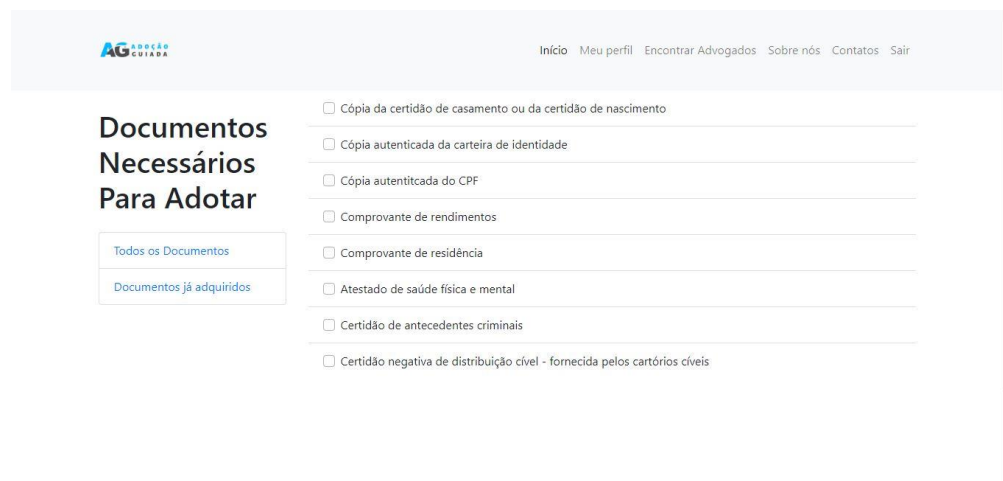 AG ADOÇÃO
GUIADA
Início Meu perfil Encontrar Advogados Sobre nós Contatos Sair
Documentos
Necessários
Para Adotar
Todos os Documentos
Documentos já adquiridos
Cópia da certidão de casamento ou da certidão de nascimento
Cópia autenticada da carteira de identidade
Cópia autentitcada do CPF
Comprovante de rendimentos
Comprovante de residência
Atestado de saúde física e mental
Certidão de antecedentes criminais
Certidão negativa de distribuição cível - fornecida pelos cartórios cíveis